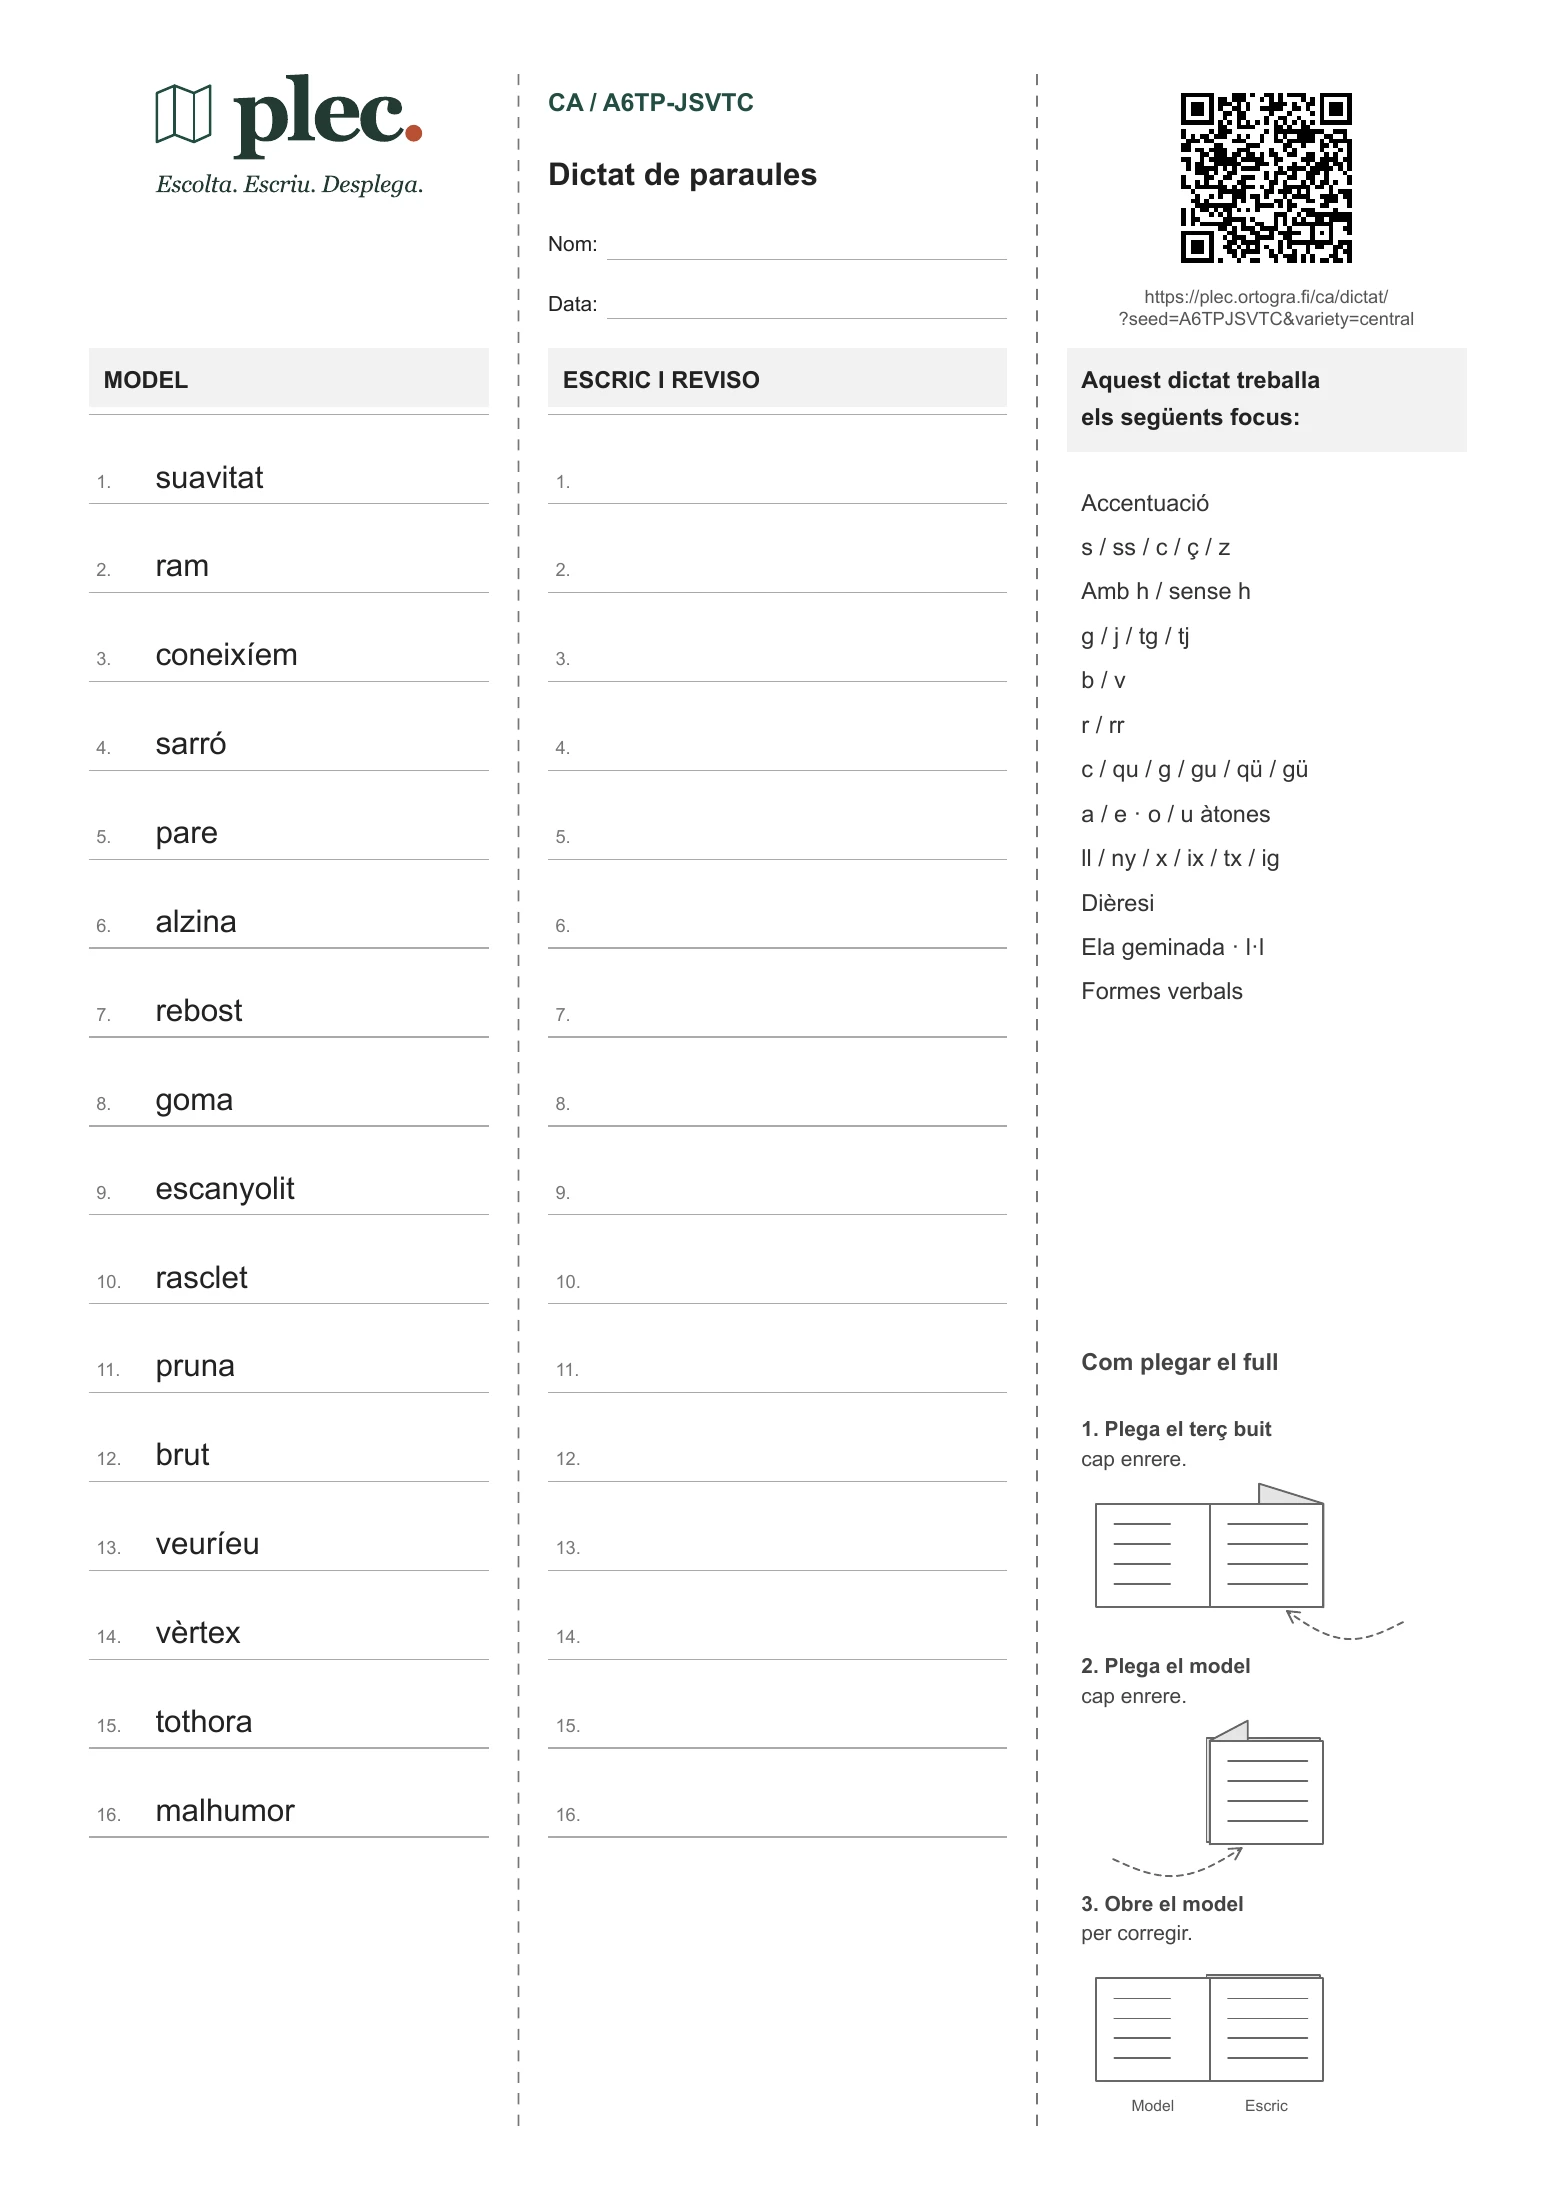 plec.
Escolta. Escriu. Desplega.
CA / A6TP-JSVTC
Dictat de paraules
Nom:
Data:
https://plec.ortogra.fi/ca/dictat/
?seed=A6TPJSVTC&variety=central
MODEL
1. suavitat
2. ram
3. coneixíem
4. sarró
5. pare
6. alzina
7. rebost
8. goma
9. escanyolit
10. rasclet
11. pruna
12. brut
13. veuríeu
14. vèrtex
15. tothora
16. malhumor
ESCRIC I REVISO
1.
2.
3.
4.
5.
6.
7.
8.
9.
10.
11.
12.
13.
14.
15.
16.
Aquest dictat treballa
els següents focus:
Accentuació
s / ss / c / ç / z
Amb h / sense h
g / j / tg / tj
b / v
r / rr
c / qu / g / gu / qü / gü
a / e · o / u àtones
ll / ny / x / ix / tx / ig
Dièresi
Ela geminada · l·l
Formes verbals
Com plegar el full
1. Plega el terç buit
cap enrere.
2. Plega el model
cap enrere.
3. Obre el model
per corregir.
Model Escric